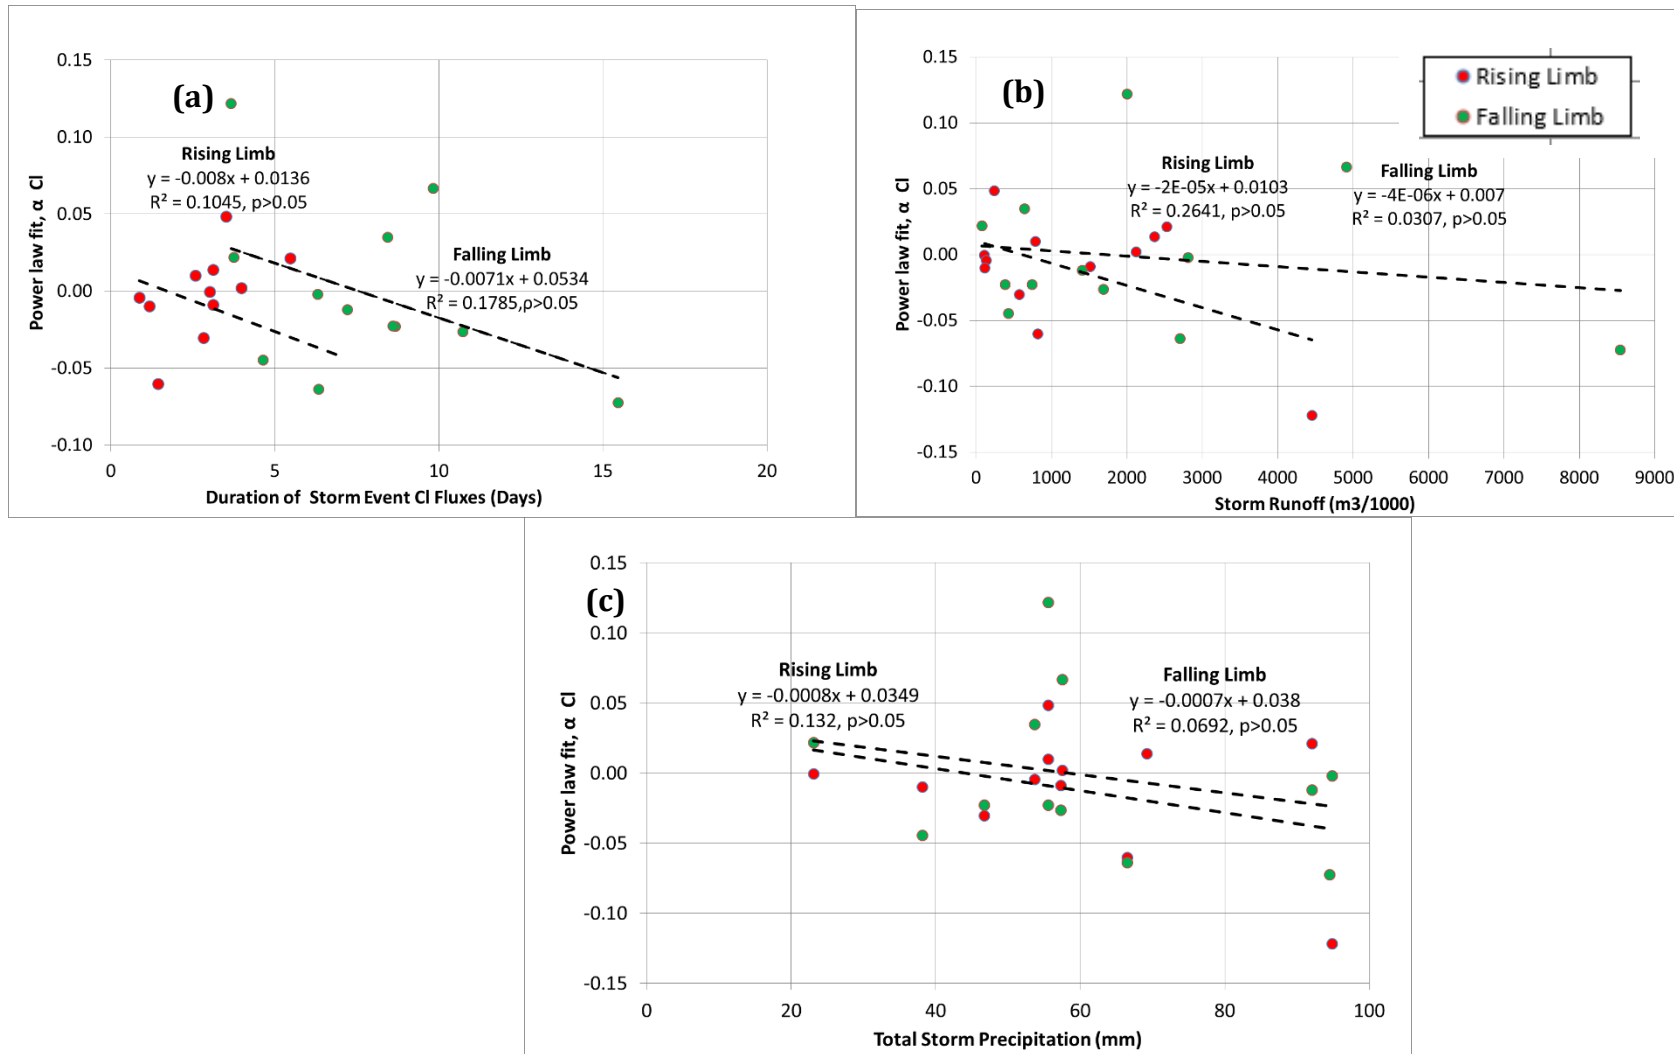 (a)
Power law fit, α Cl
0.15
0.10
0.05
0.00
-0.05
-0.10
Rising Limb
y = -0.008x + 0.0136
R² = 0.1045, p>0.05
Falling Limb
y = -0.0071x + 0.0534
R² = 0.1785,ρ>0.05
0 5 10 15 20
Duration of Storm Event Cl Fluxes (Days)
(b)
Power law fit, α Cl
0.15
0.10
0.05
0.00
-0.05
-0.10
-0.15
Rising Limb
Falling Limb
Rising Limb
y = -2E-05x + 0.0103
R² = 0.2641, p>0.05
Falling Limb
y = -4E-06x + 0.007
R² = 0.0307, p>0.05
0 1000 2000 3000 4000 5000 6000 7000 8000 9000
Storm Runoff (m3/1000)
(c)
Power law fit, α Cl
0.15
0.10
0.05
0.00
-0.05
-0.10
-0.15
Rising Limb
y = -0.0008x + 0.0349
R² = 0.132, p>0.05
Falling Limb
y = -0.0007x + 0.038
R² = 0.0692, p>0.05
0 20 40 60 80 100
Total Storm Precipitation (mm)